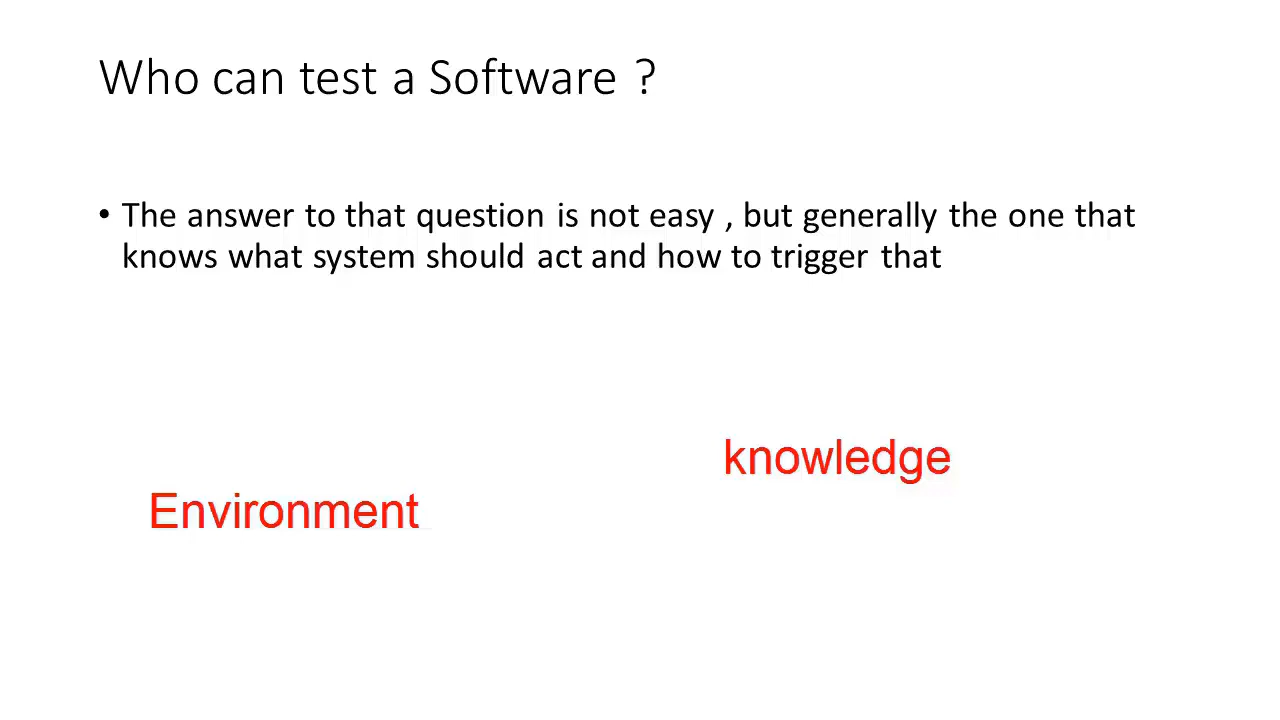 Who can test a Software ?
• The answer to that question is not easy , but generally the one that
knows what system should act and how to trigger that
knowledge
Environment